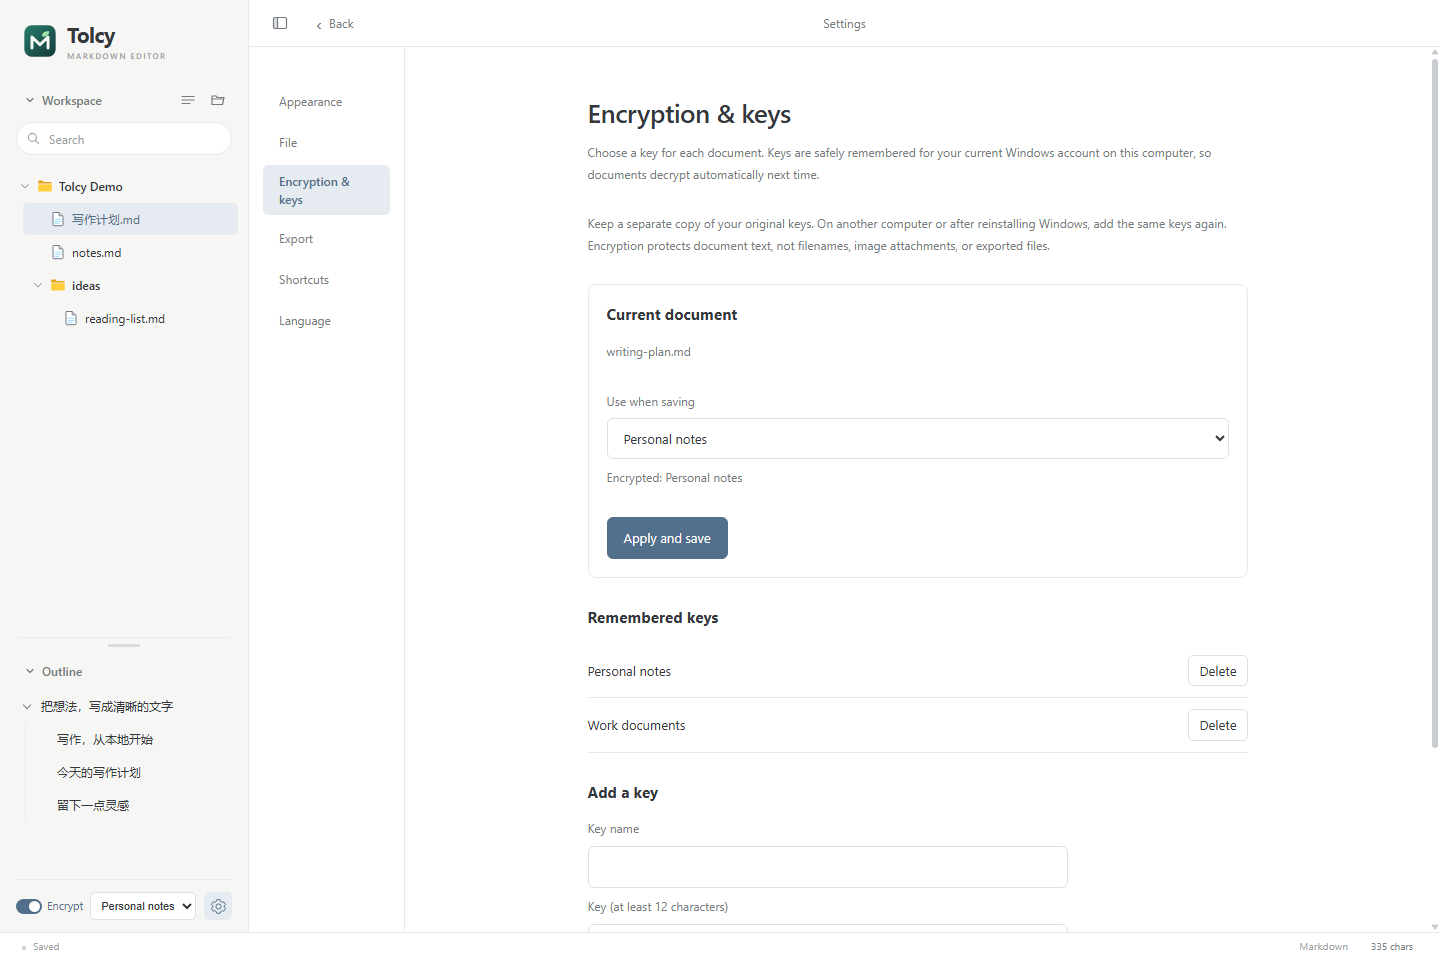 Tolcy
MARKDOWN EDITOR
Workspace
Search
Tolcy Demo
写作计划.md
notes.md
ideas
reading-list.md
Outline
把想法，写成清晰的文字
写作，从本地开始
今天的写作计划
留下一点灵感
Encrypt
Personal notes
Saved
Back
Settings
Appearance
File
Encryption &
keys
Export
Shortcuts
Language
Encryption & keys
Choose a key for each document. Keys are safely remembered for your current Windows account on this computer, so
documents decrypt automatically next time.
Keep a separate copy of your original keys. On another computer or after reinstalling Windows, add the same keys again.
Encryption protects document text, not filenames, image attachments, or exported files.
Current document
writing-plan.md
Use when saving
Personal notes
Encrypted: Personal notes
Apply and save
Remembered keys
Personal notes
Delete
Work documents
Delete
Add a key
Key name
Key (at least 12 characters)
Markdown
335 chars